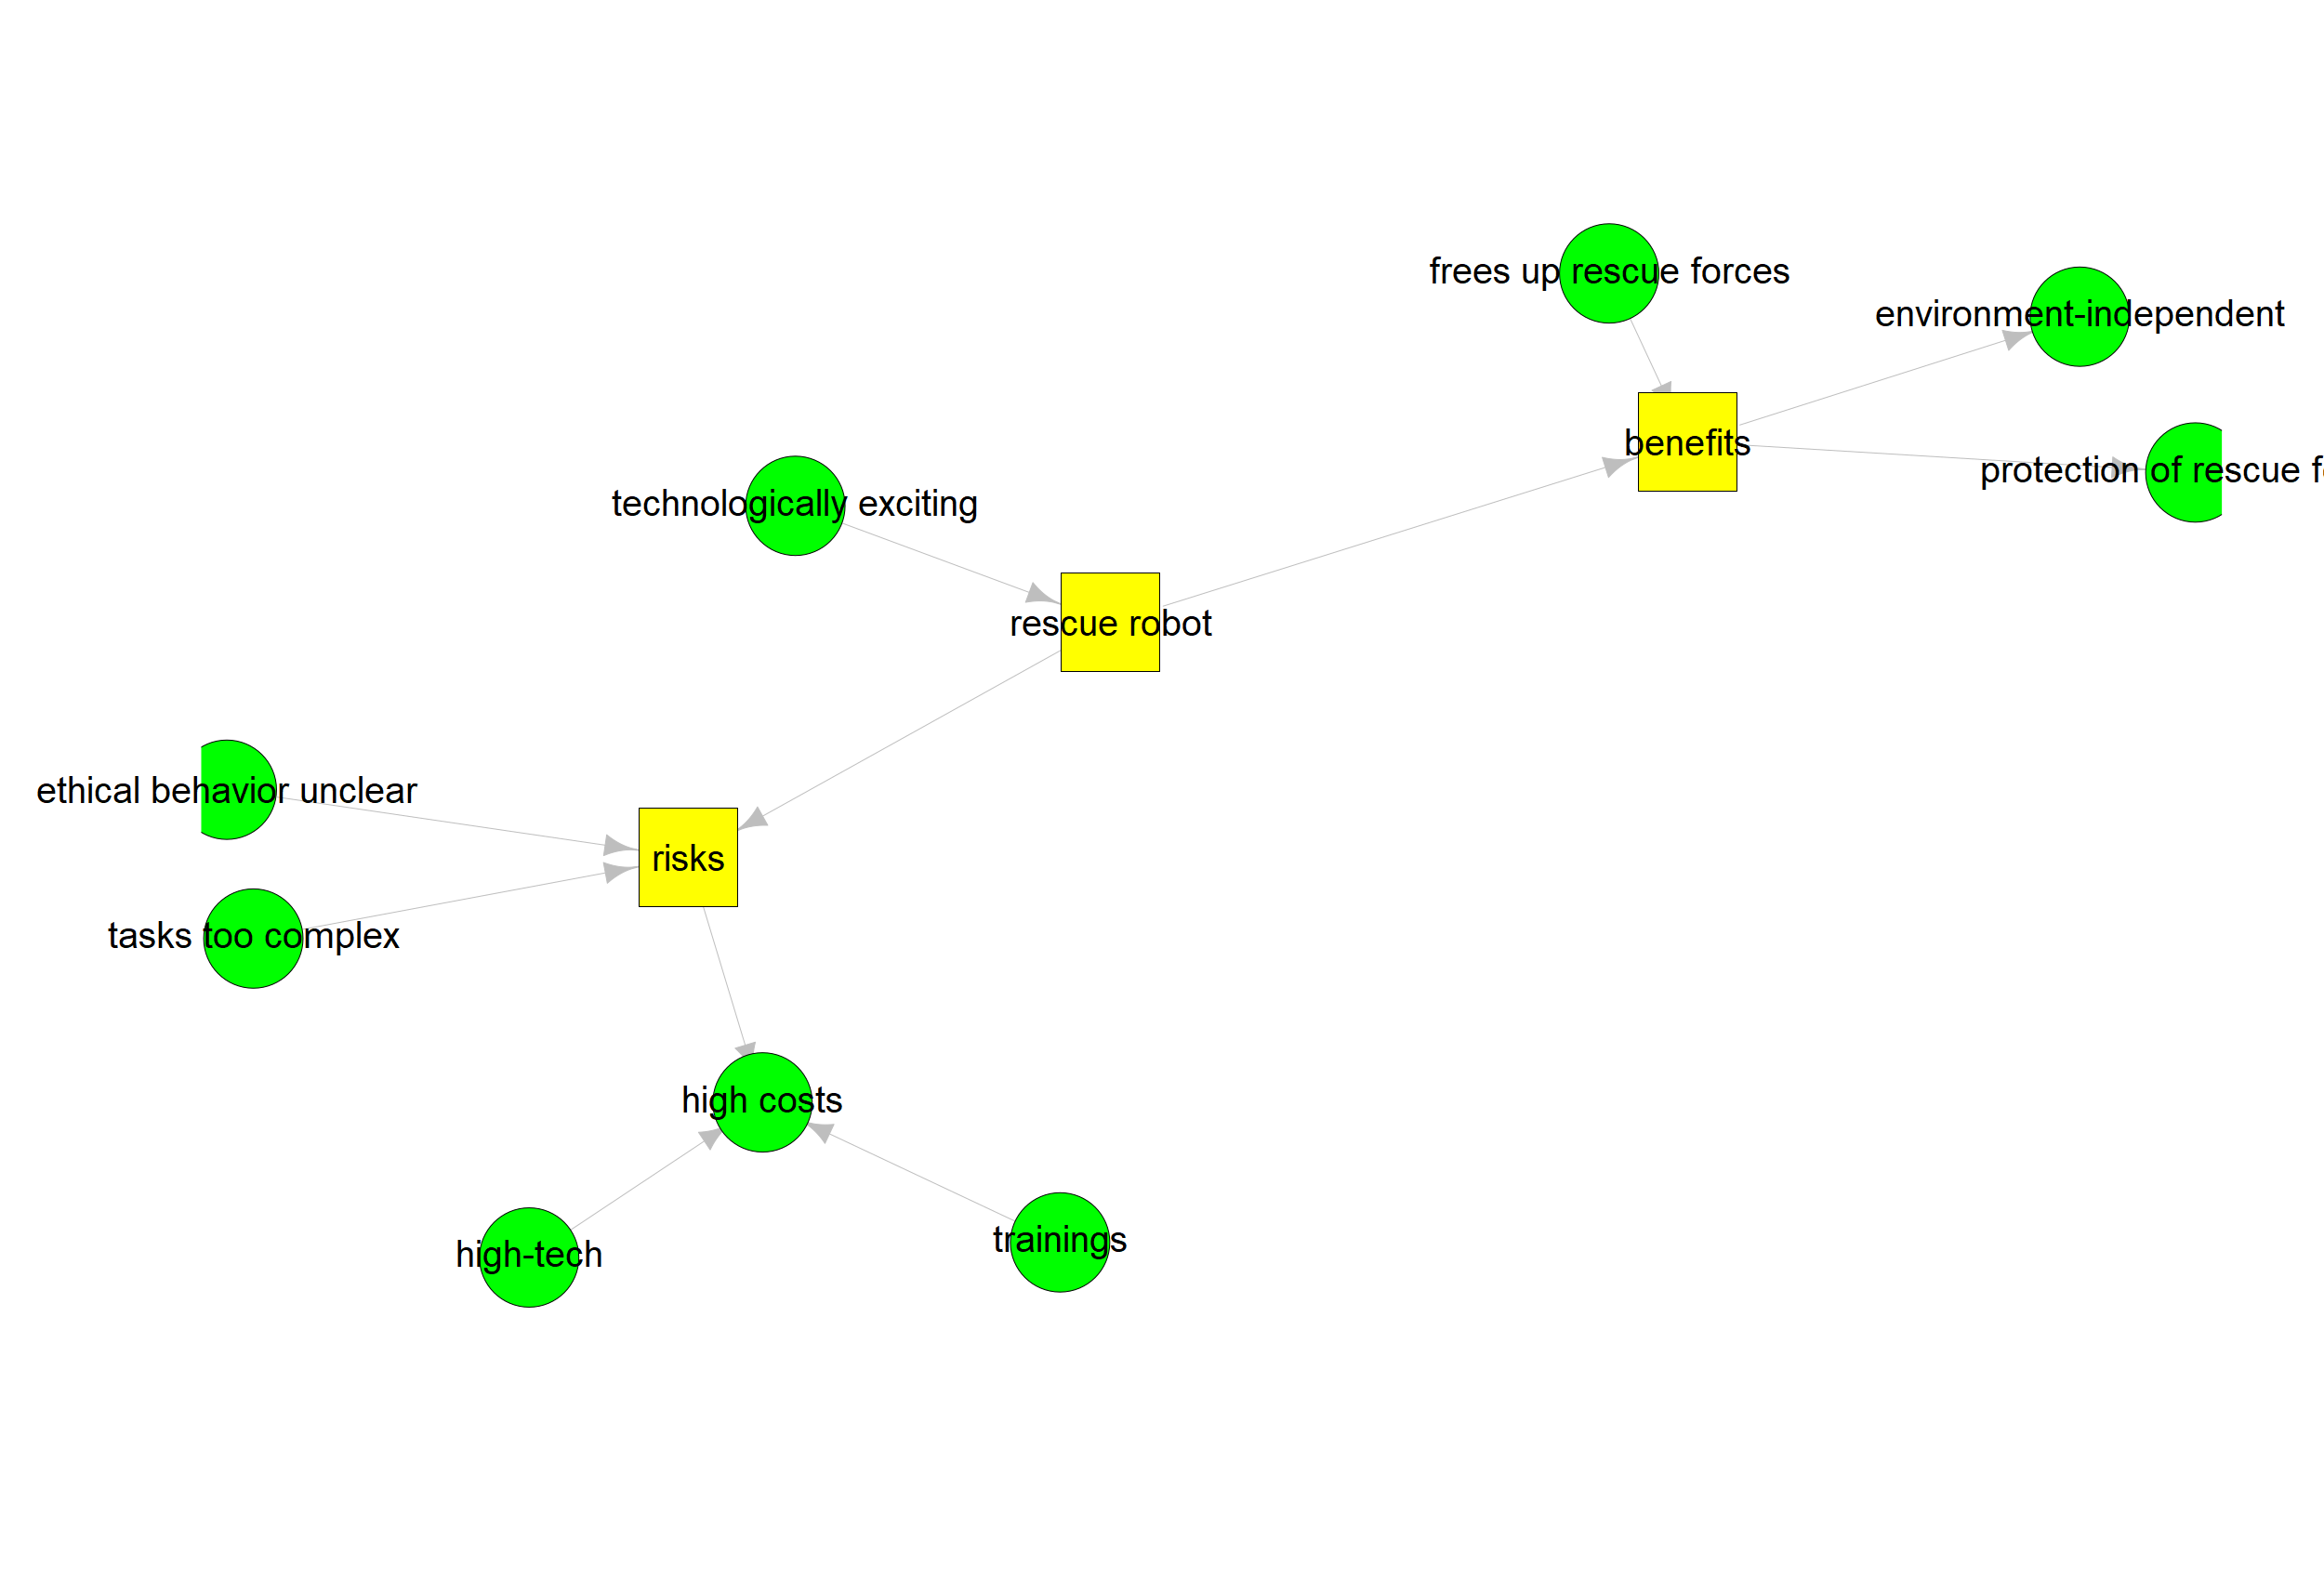 frees up rescue forces
environment-independent
benefits
protection of rescue f
technologically exciting
rescue robot
ethical behavior unclear
risks
tasks too complex
high costs
high-tech
trainings